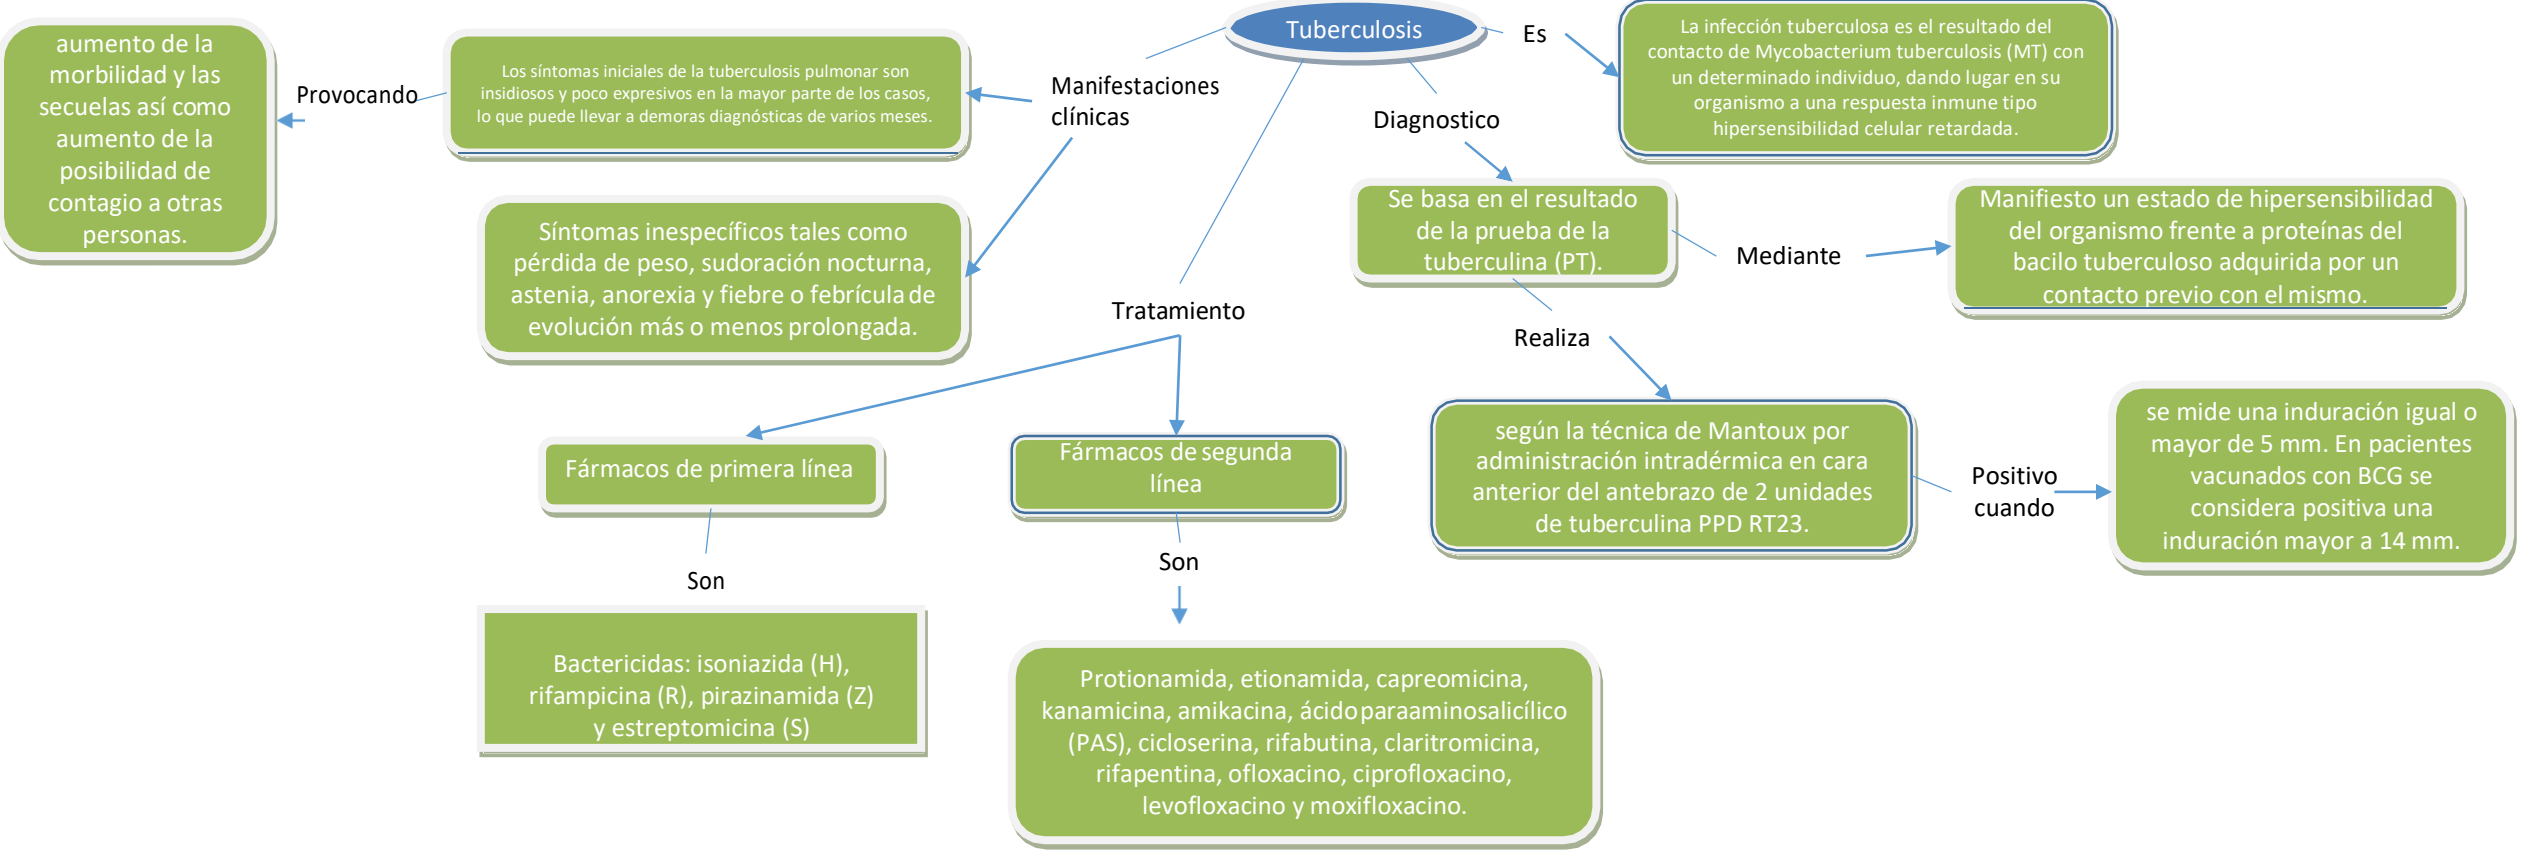 Tuberculosis
Es
La infección tuberculosa es el resultado del
contacto de Mycobacterium tuberculosis (MT) con
un determinado individuo, dando lugar en su
organismo a una respuesta inmune tipo
hipersensibilidad celular retardada.
Manifestaciones
clínicas
Los síntomas iniciales de la tuberculosis pulmonar son
insidiosos y poco expresivos en la mayor parte de los casos,
lo que puede llevar a demoras diagnósticas de varios meses.
Provocando
aumento de la
morbilidad y las
secuelas así como
aumento de la
posibilidad de
contagio a otras
personas.
Síntomas inespecíficos tales como
pérdida de peso, sudoración nocturna,
astenia, anorexia y fiebre o febrícula de
evolución más o menos prolongada.
Diagnostico
Se basa en el resultado
de la prueba de la
tuberculina (PT).
Mediante
Manifiesto un estado de hipersensibilidad
del organismo frente a proteínas del
bacilo tuberculoso adquirida por un
contacto previo con el mismo.
Realiza
según la técnica de Mantoux por
administración intradérmica en cara
anterior del antebrazo de 2 unidades
de tuberculina PPD RT23.
Positivo
cuando
se mide una induración igual o
mayor de 5 mm. En pacientes
vacunados con BCG se
considera positiva una
induración mayor a 14 mm.
Tratamiento
Fármacos de primera línea
Son
Bactericidas: isoniazida (H),
rifampicina (R), pirazinamida (Z)
y estreptomicina (S)
Fármacos de segunda
línea
Son
Protionamida, etionamida, capreomicina,
kanamicina, amikacina, ácido paraaminosalicílico
(PAS), cicloserina, rifabutina, claritromicina,
rifapentina, ofloxacino, ciprofloxacino,
levofloxacino y moxifloxacino.